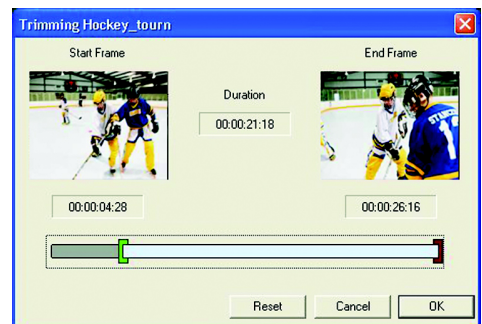 Trimming Hockey_tourn
Start Frame
End Frame
Duration
00:00:21:18
00:00:04:28
00:00:26:16
Reset
Cancel
OK